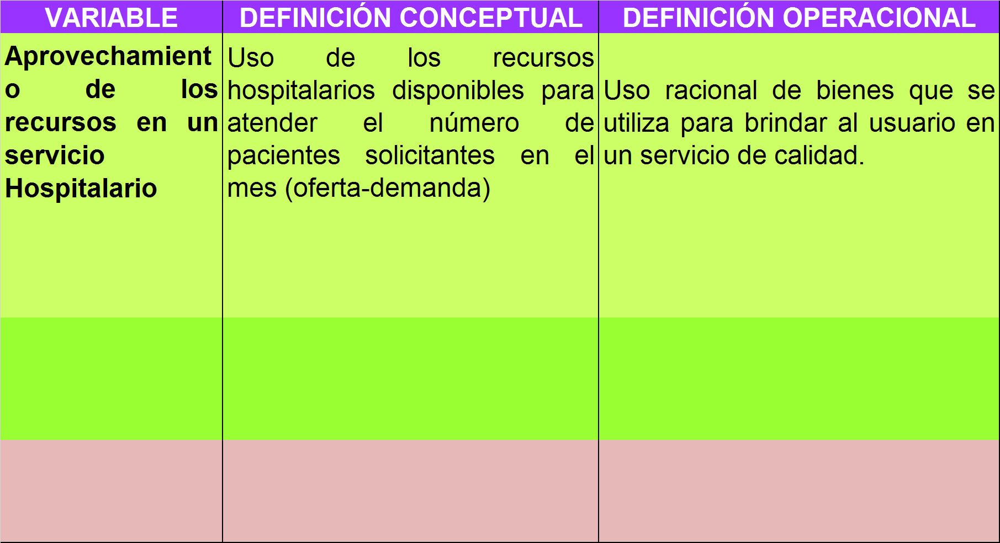 VARIABLE
DEFINICIÓN CONCEPTUAL
DEFINICIÓN OPERACIONAL
Aprovechamient
o de los
recursos en un
servicio
Hospitalario
Uso de los recursos
hospitalarios disponibles para
atender el número de
pacientes solicitantes en el
mes (oferta-demanda)
Uso racional de bienes que se
utiliza para brindar al usuario en
un servicio de calidad.